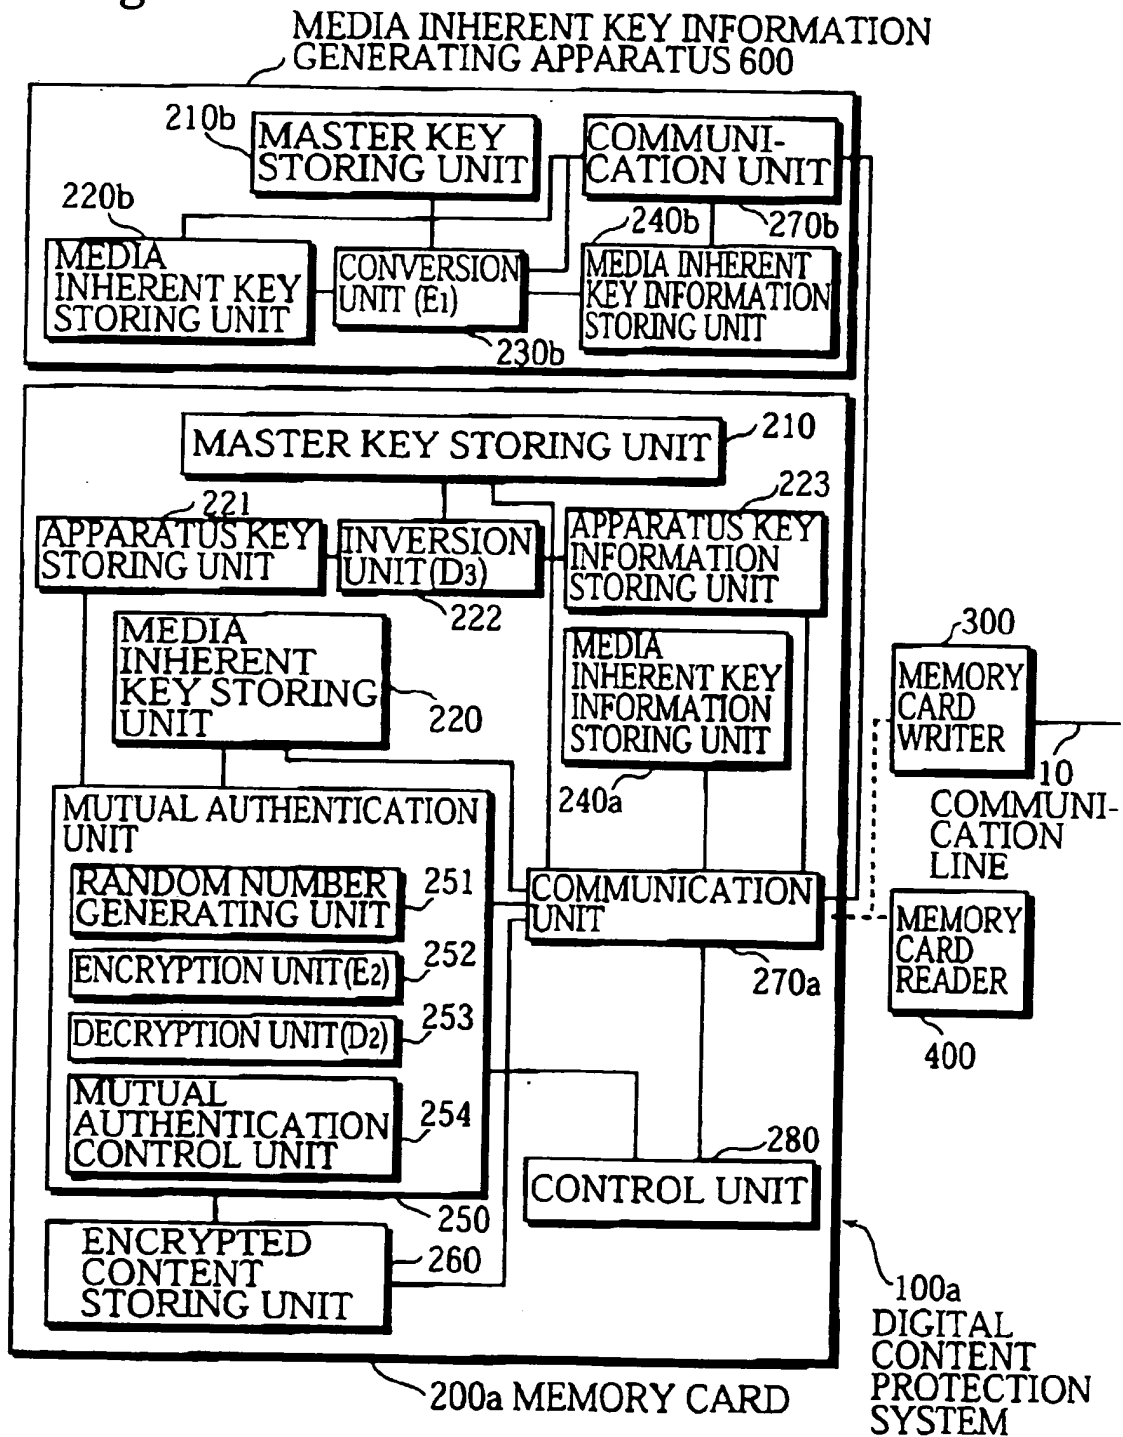 MEDIA INHERENT KEY INFORMATION
GENERATING APPARATUS 600
210b
MASTER KEY
STORING UNIT
COMMUNI-
CATION UNIT
220b
240b
270b
MEDIA
INHERENT KEY
STORING UNIT
CONVERSION
UNIT (E1)
MEDIA INHERENT
KEY INFORMATION
STORING UNIT
230b
MASTER KEY STORING UNIT
210
221
223
APPARATUS KEY
STORING UNIT
INVERSION
UNIT (D3)
APPARATUS KEY
INFORMATION
STORING UNIT
222
MEDIA
INHERENT
KEY STORING
UNIT
220
MEDIA
INHERENT KEY
INFORMATION
STORING UNIT
240a
300
MEMORY
CARD
WRITER
10
COMMUNI-
CATION
LINE
MUTUAL AUTHENTICATION
UNIT
RANDOM NUMBER
GENERATING UNIT
251
COMMUNICATION
UNIT
270a
MEMORY
CARD
READER
400
ENCRYPTION UNIT(E2)
252
DECRYPTION UNIT(D2)
253
MUTUAL
AUTHENTICATION
CONTROL UNIT
254
280
CONTROL UNIT
250
ENCRYPTED
CONTENT
STORING UNIT
260
100a
DIGITAL
CONTENT
PROTECTION
SYSTEM
200a MEMORY CARD